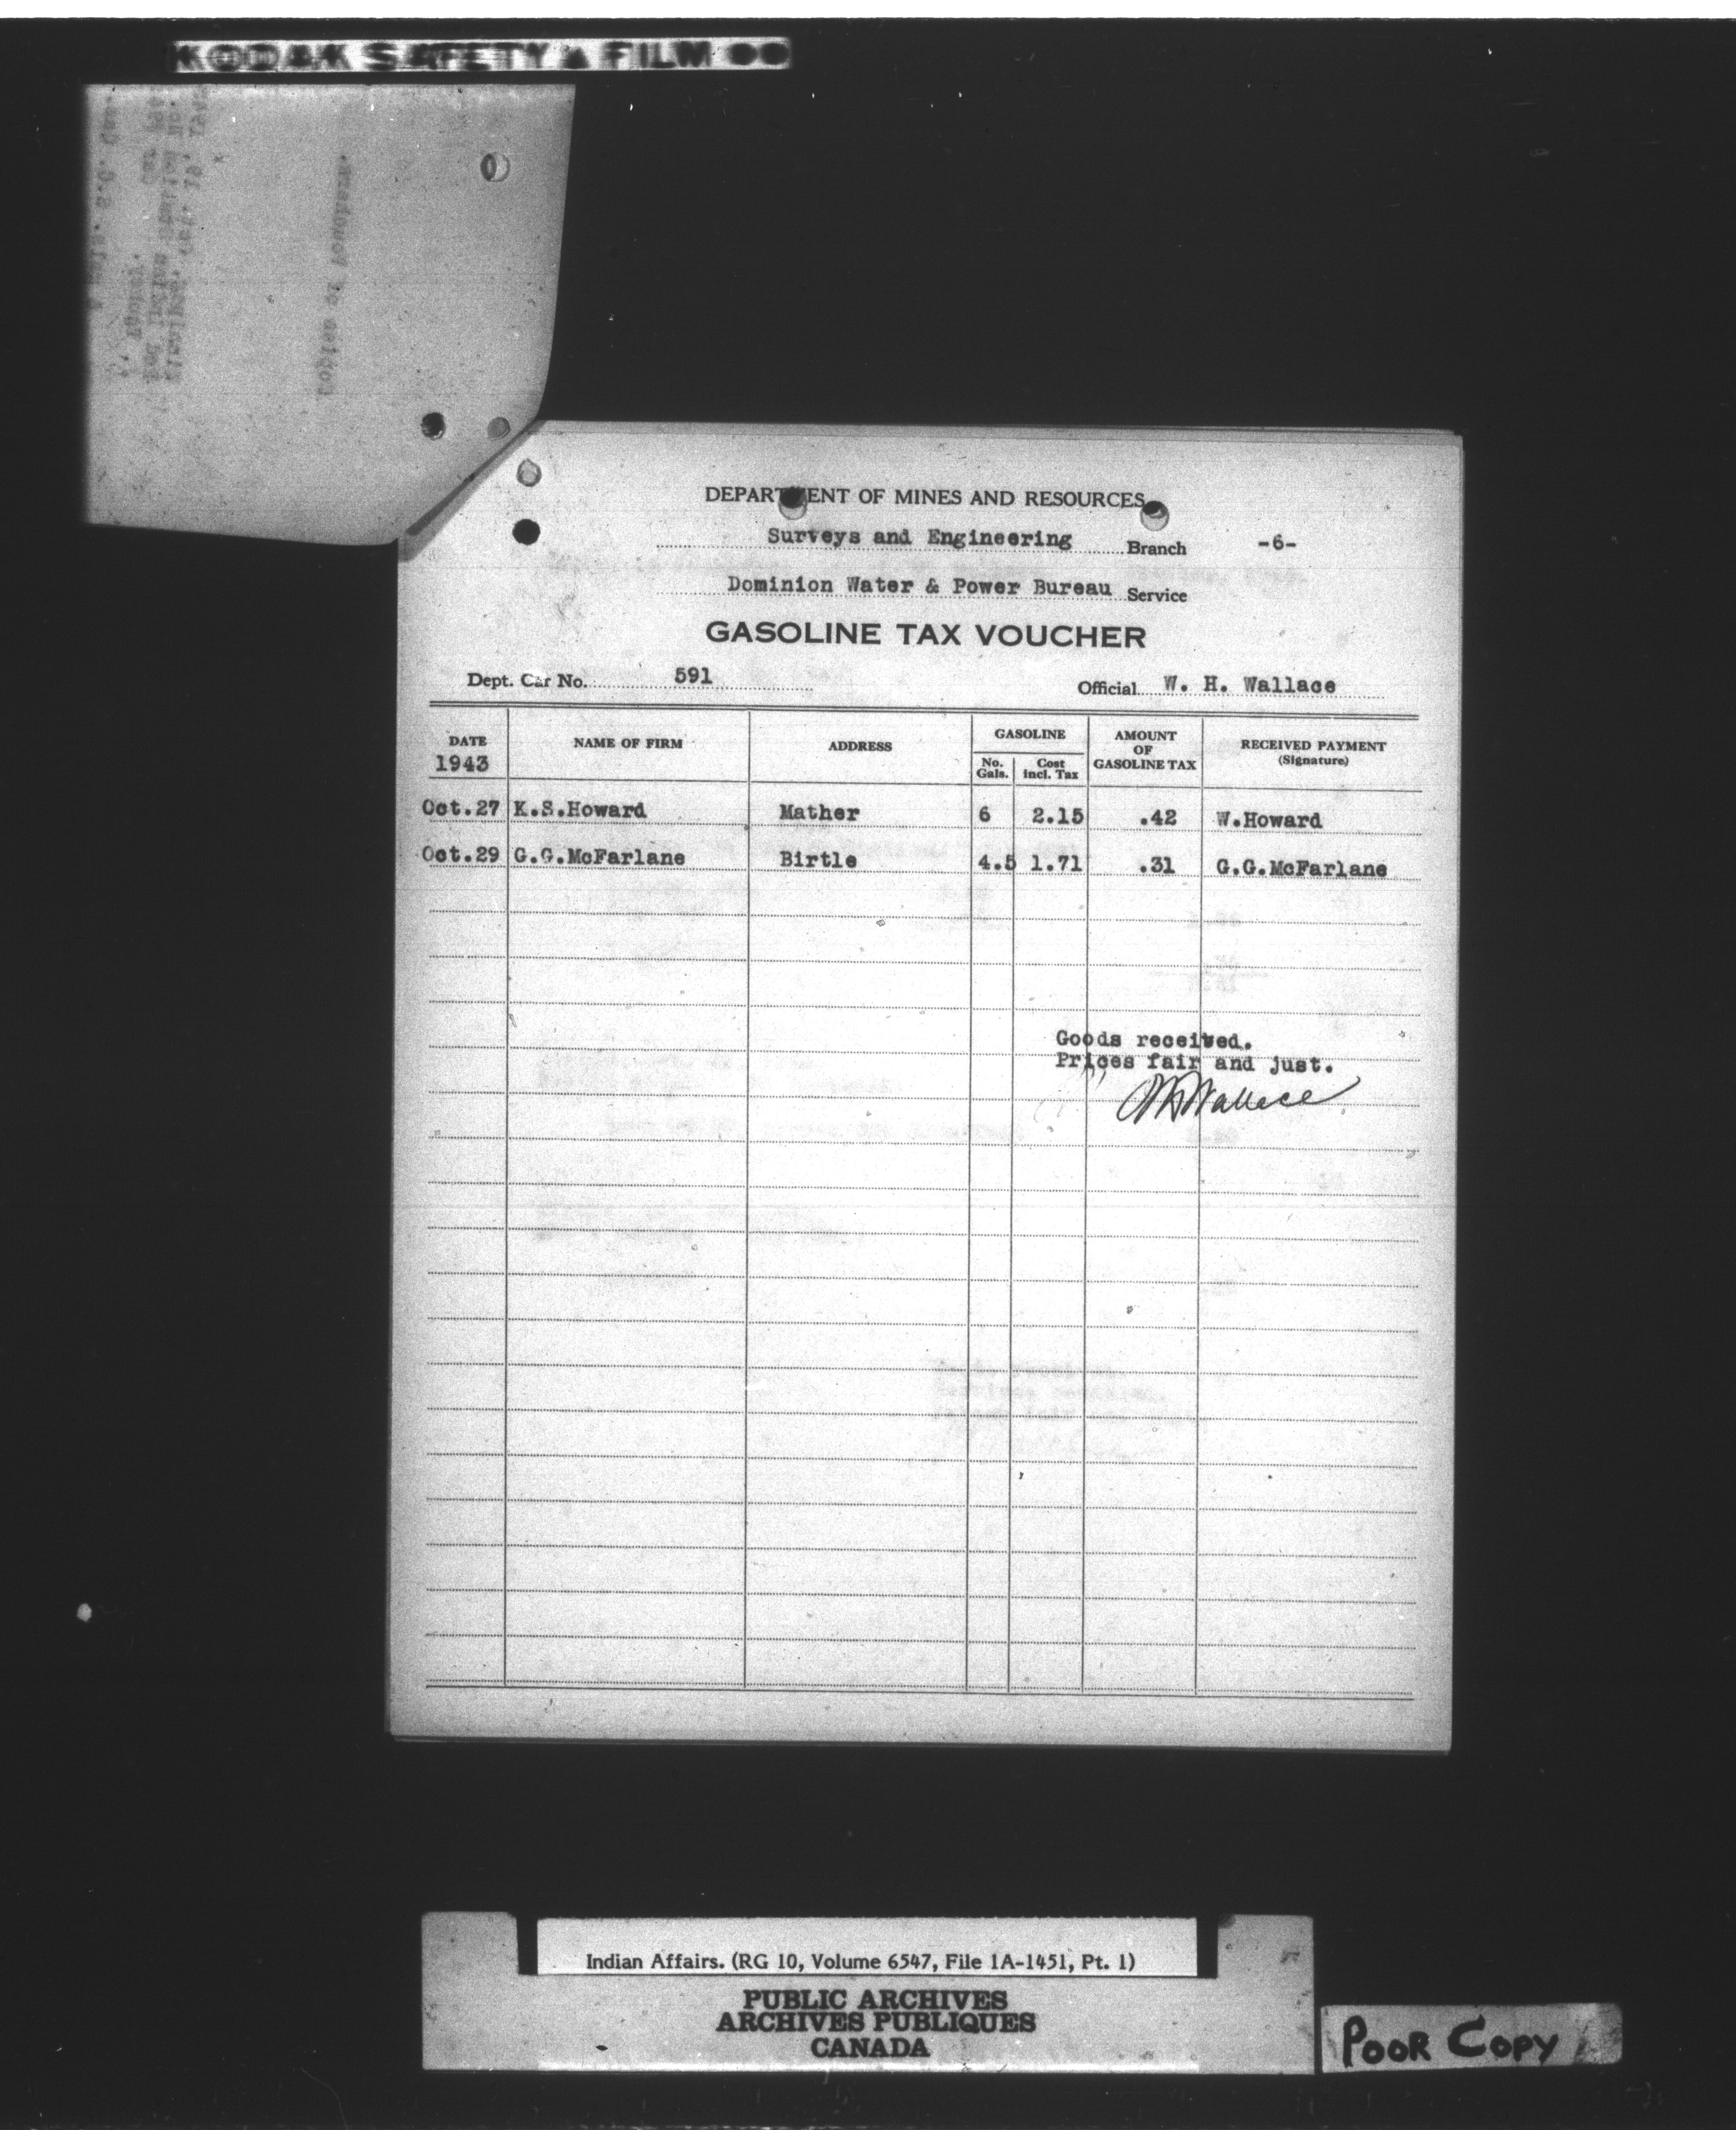 KODAK SAFETY ▲ FILM ●●
Copies of Voucher.
DEPARTMENT OF MINES AND RESOURCES
Surveys and Engineering Branch -6-
Dominion Water & Power Bureau Service
GASOLINE TAX VOUCHER
Dept. Car No. 591 Official W. H. Wallace
DATE 1943 NAME OF FIRM ADDRESS GASOLINE No. Gals. Cost incl. Tax AMOUNT OF GASOLINE TAX RECEIVED PAYMENT (Signature)
Oct.27 K.S.Howard Mather 6 2.15 .42 W.Howard
Oct.29 G.G.McFarlane Birtle 4.5 1.71 .31 G.G.McFarlane
Goods received.
Prices fair and just.
WHWallace
Indian Affairs. (RG 10, Volume 6547, File 1A-1451, Pt. 1)
PUBLIC ARCHIVES
ARCHIVES PUBLIQUES
CANADA
POOR COPY